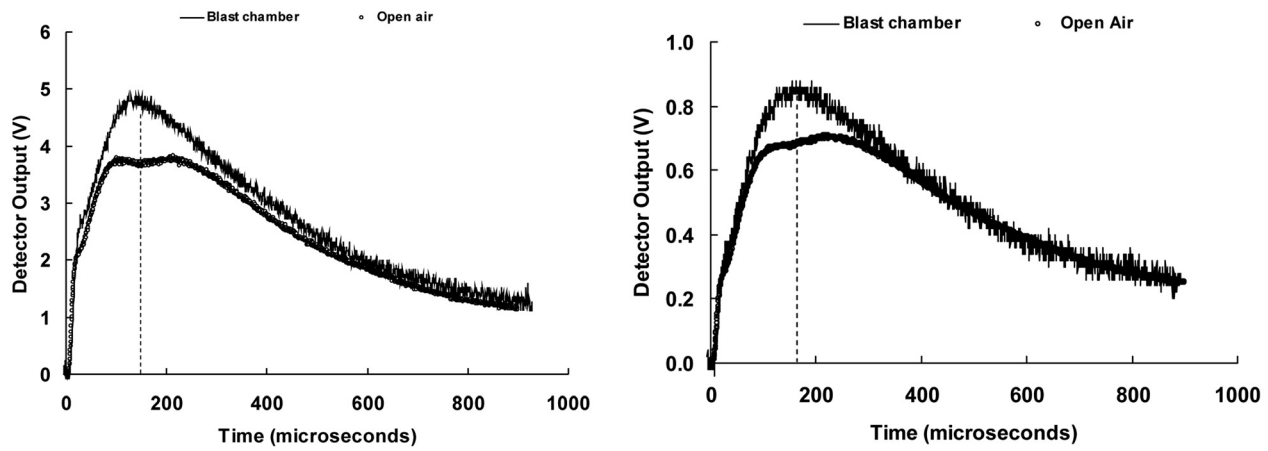 Blast chamber Open air
6
5
4
3
2
1
0
Detector Output (V)
0 200 400 600 800 1000
Time (microseconds)
Blast chamber Open Air
1.0
0.8
0.6
0.4
0.2
0.0
Detector Output (V)
0 200 400 600 800 1000
Time (microseconds)